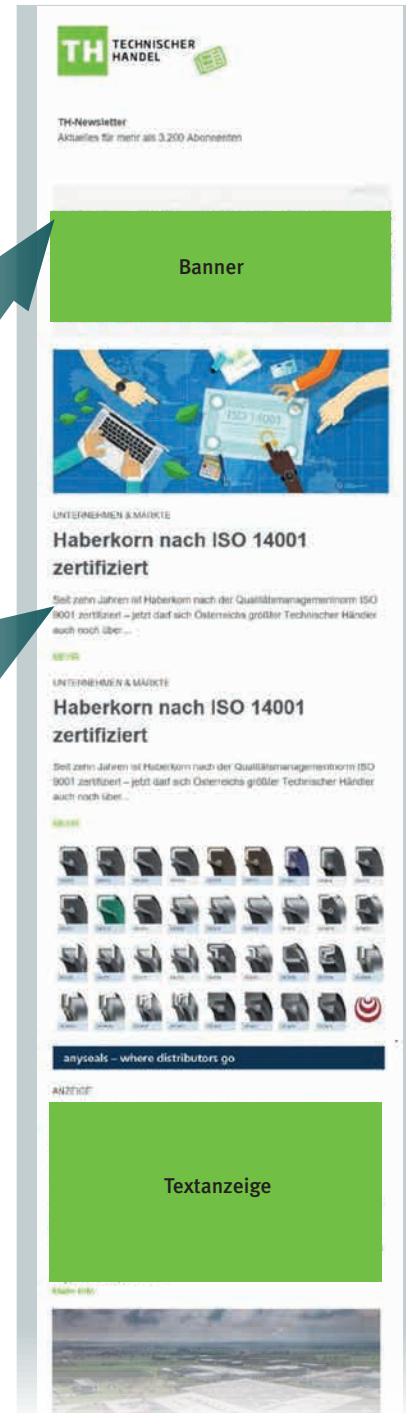 TH TECHNISCHER
HANDEL
TH-Newsletter
Aktuelles für mehr als 3.200 Abonnenten
Banner
ISO 14001
UNTERNEHMEN & MÄRKTE
Haberkorn nach ISO 14001
zertifiziert
Seit zehn Jahren ist Haberkorn nach der Qualitätsmanagementnorm ISO
9001 zertifiziert – jetzt darf sich Österreichs größter Technischer Händler
auch noch über...
MEHR
UNTERNEHMEN & MÄRKTE
Haberkorn nach ISO 14001
zertifiziert
Seit zehn Jahren ist Haberkorn nach der Qualitätsmanagementnorm ISO
9001 zertifiziert – jetzt darf sich Österreichs größter Technischer Händler
auch noch über...
MEHR
anyseals – where distributors go
ANZEIGE
Textanzeige